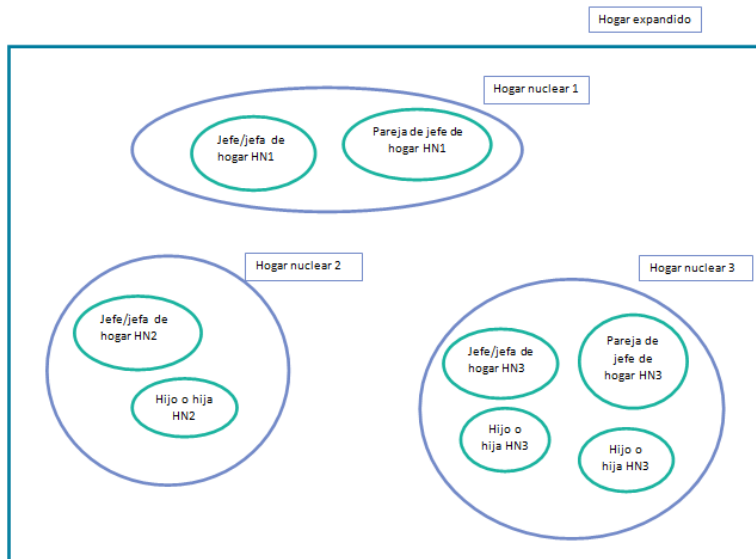 Hogar expandido
Hogar nuclear 1
Jefe/jefa de
hogar HN1
Pareja de jefe de
hogar HN1
Hogar nuclear 2
Jefe/jefa de
hogar HN2
Hijo o hija
HN2
Hogar nuclear 3
Jefe/jefa de
hogar HN3
Pareja de
jefe de
hogar HN3
Hijo o
hija HN3
Hijo o
hija HN3